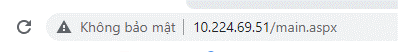 Không bảo mật | 10.224.69.51/main.aspx